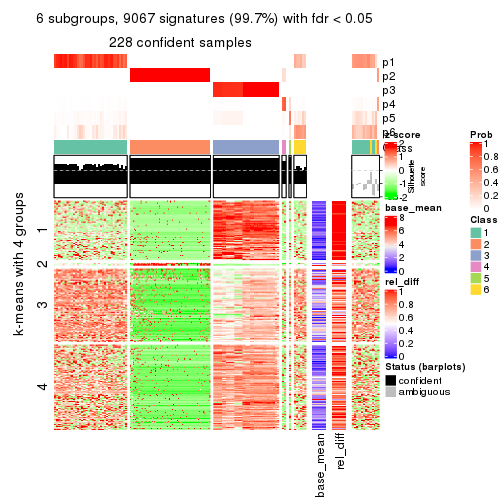 6 subgroups, 9067 signatures (99.7%) with fdr < 0.05
228 confident samples
p1
p2
p3
p4
p5
p6
Class
Silhouette
score
z-score
2
1
0
-1
-2
Prob
1
0.8
0.6
0.4
0.2
0
base_mean
8
6
4
2
0
Class
1
2
3
4
5
6
rel_diff
1
0.8
0.6
0.4
0.2
0
Status (barplots)
confident
ambiguous
k-means with 4 groups
1
2
3
4
base_mean
rel_diff